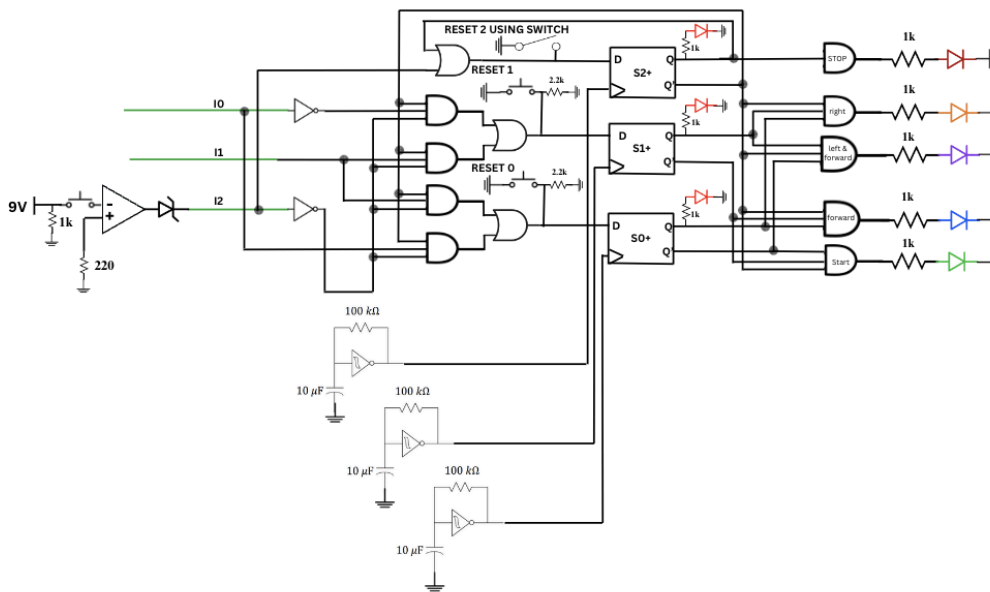 RESET 2 USING SWITCH
1k
1k
D
Q
S2+
Q'
STOP
RESET 1
2.2k
1k
I0
1k
right
D
Q
S1+
Q'
1k
left &
forward
I1
RESET 0
2.2k
1k
1k
9V
1k
-
+
I2
D
S0+
Q
Q'
forward
1k
Start
220
100 kΩ
10 μF
100 kΩ
10 μF
100 kΩ
10 μF